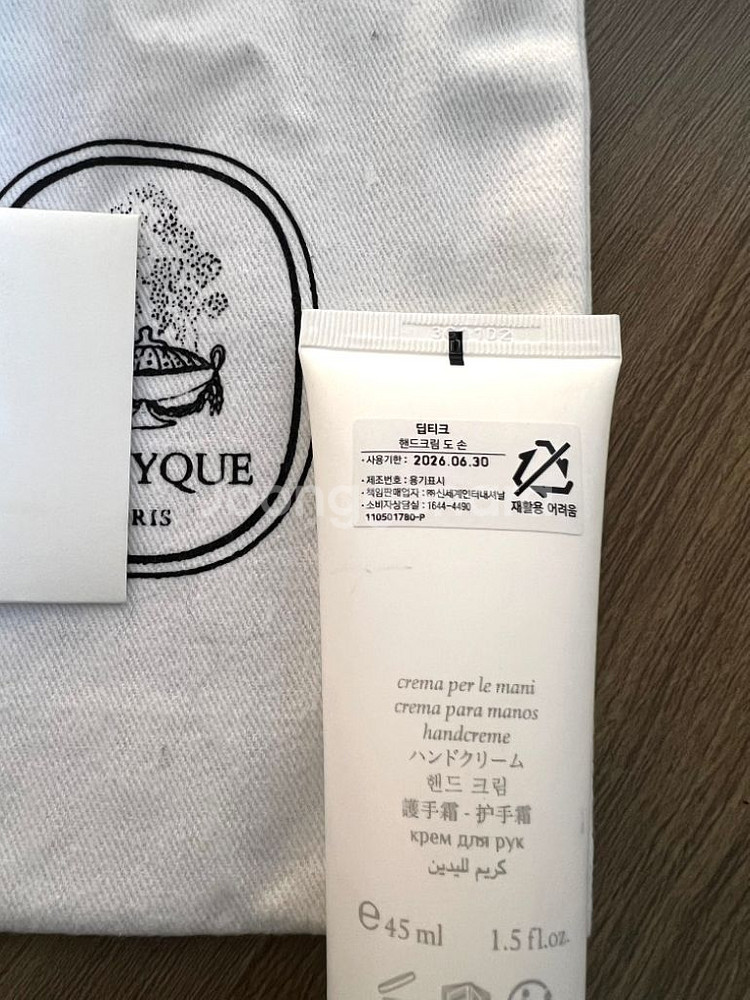 YQUE
RIS
딥티크
핸드크림 도 손
·사용기한 : 2026.06.30
·제조번호 : 용기표시
·책임판매업자 : ㈜신세계인터내셔날
·소비자상담실 : 1644-4490
110501780-P
재활용 어려움
crema per le mani
crema para manos
handcreme
ハンドクリーム
핸드 크림
護手霜 - 护手霜
крем для рук
كريم لليدين
e 45 ml 1.5 fl.oz.